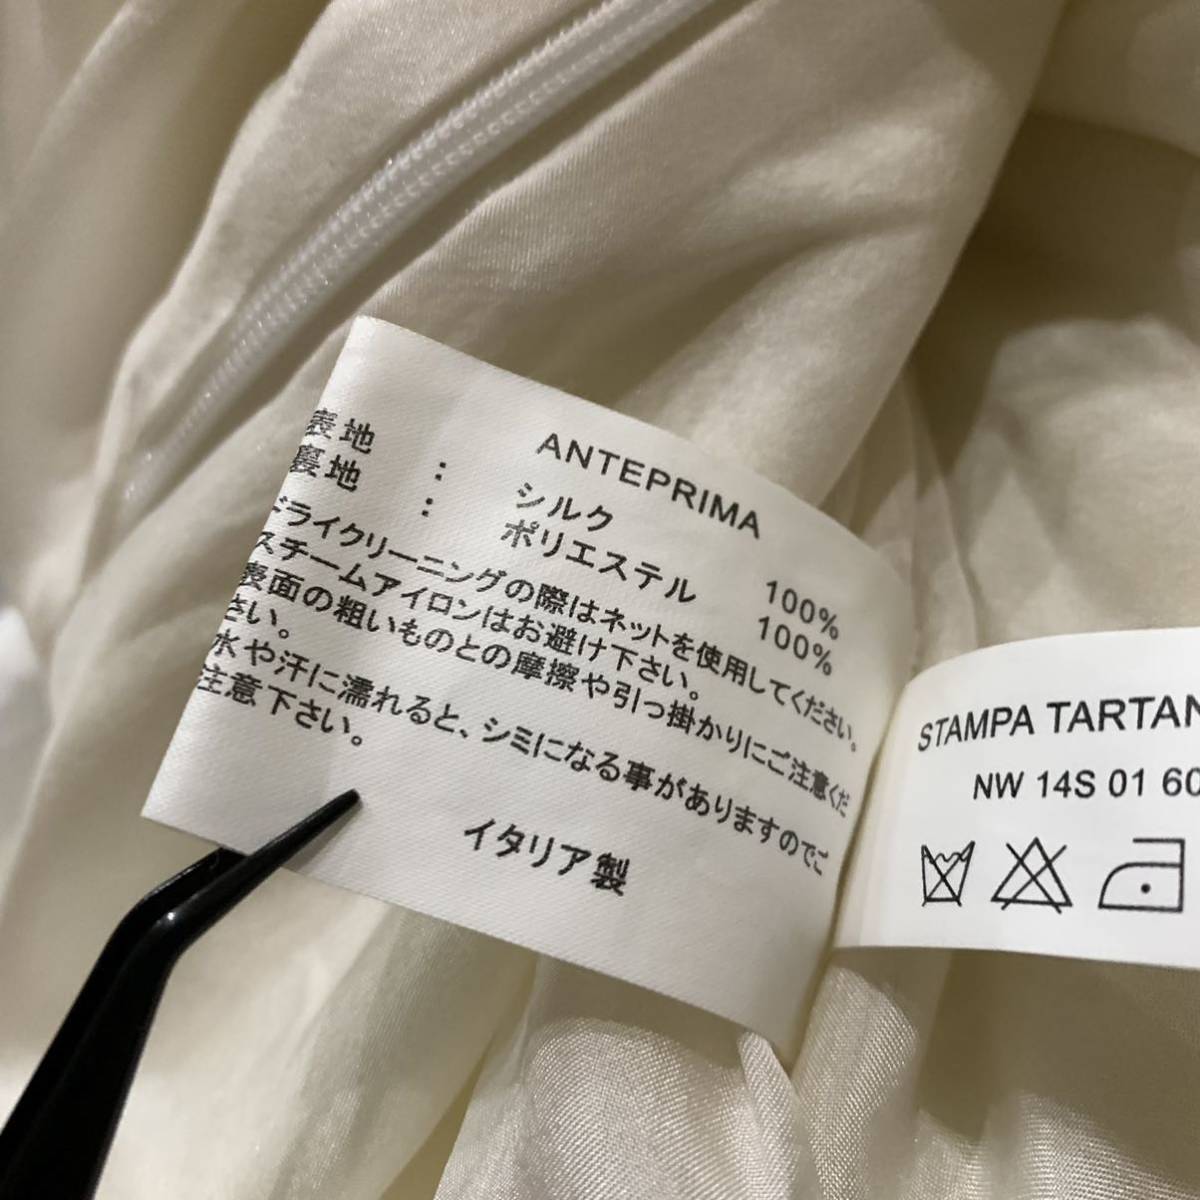 ANTEPRIMA
表地 : シルク 100%
裏地 : ポリエステル 100%
ドライクリーニングの際はネットを使用してください。
スチームアイロンはお避け下さい。
表面の粗いものとの摩擦や引っ掛かりにご注意くだ
さい。
水や汗に濡れると、シミになる事がありますのでご
注意下さい。
イタリア製
STAMPA TARTAN
NW 14S 01 60